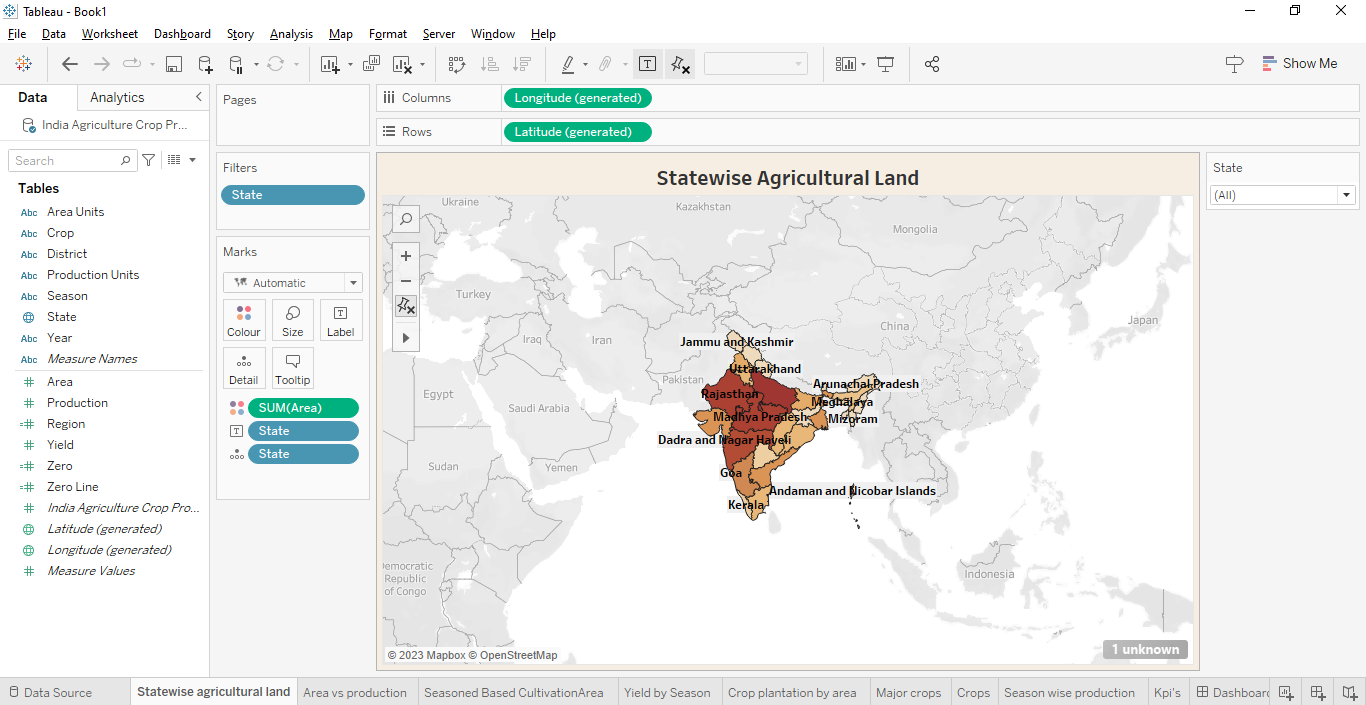 Tableau - Book1
File Data Worksheet Dashboard Story Analysis Map Format Server Window Help
Show Me
Data Analytics
India Agriculture Crop Pr...
Search
Tables
Abc Area Units
Abc Crop
Abc District
Abc Production Units
Abc Season
State
Abc Year
Abc Measure Names
Area
Production
Region
Yield
Zero
Zero Line
India Agriculture Crop Pro...
Latitude (generated)
Longitude (generated)
Measure Values
Pages
Filters
State
Marks
Automatic
Colour Size Label
Detail Tooltip
SUM(Area)
State
State
Columns Longitude (generated)
Rows Latitude (generated)
Statewise Agricultural Land
Ukraine
Kazakhstan
Mongolia
Turkey
China
Japan
Iraq
Iran
Jammu and Kashmir
Uttarakhand
Pakistan
Arunachal Pradesh
Egypt
Rajasthan
Meghalaya
Saudi Arabia
Madhya Pradesh
Mizoram
Dadra and Nagar Haveli
Sudan
Yemen
Goa
Andaman and Nicobar Islands
Kerala
Democratic
Republic
of Congo
Indonesia
1 unknown
© 2023 Mapbox © OpenStreetMap
State
(All)
Data Source Statewise agricultural land Area vs production Seasoned Based CultivationArea Yield by Season Crop plantation by area Major crops Crops Season wise production Kpi's Dashboard